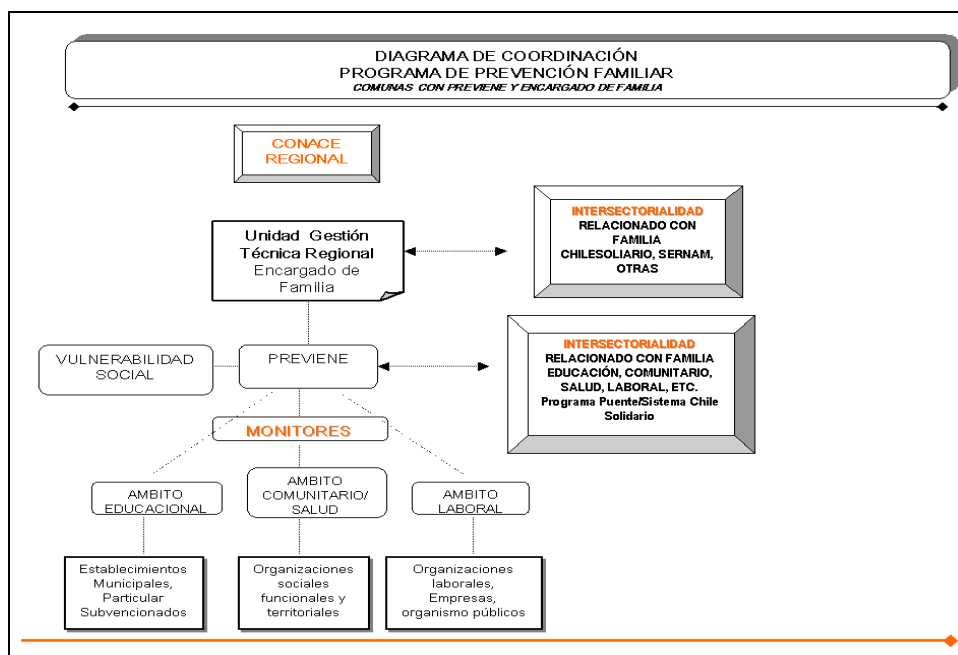 DIAGRAMA DE COORDINACIÓN
PROGRAMA DE PREVENCIÓN FAMILIAR
COMUNAS CON PREVIENE Y ENCARGADO DE FAMILIA
CONACE
REGIONAL
Unidad Gestión
Técnica Regional
Encargado de
Familia
INTERSECTORIALIDAD
RELACIONADO CON
FAMILIA
CHILESOLIARIO, SERNAM,
OTRAS
VULNERABILIDAD
SOCIAL
PREVIENE
INTERSECTORIALIDAD
RELACIONADO CON FAMILIA
EDUCACIÓN, COMUNITARIO,
SALUD, LABORAL, ETC.
Programa Puente/Sistema Chile
Solidario
MONITORES
AMBITO
EDUCACIONAL
AMBITO
COMUNITARIO/
SALUD
AMBITO
LABORAL
Establecimientos
Municipales,
Particular
Subvencionados
Organizaciones
sociales
funcionales y
territoriales
Organizaciones
laborales,
Empresas,
organismo públicos